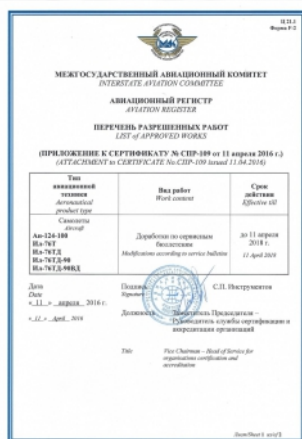 П 21.2
Форма F-2
МЕЖГОСУДАРСТВЕННЫЙ АВИАЦИОННЫЙ КОМИТЕТ
INTERSTATE AVIATION COMMITTEE
АВИАЦИОННЫЙ РЕГИСТР
AVIATION REGISTER
ПЕРЕЧЕНЬ РАЗРЕШЕННЫХ РАБОТ
LIST of APPROVED WORKS
(ПРИЛОЖЕНИЕ К СЕРТИФИКАТУ № СПР-109 от 11 апреля 2016 г.)
(ATTACHMENT to CERTIFICATE No.СПР-109 issued 11.04.2016)
Тип авиационной техники
Aeronautical product type
Вид работ
Work content
Срок действия
Effective till
Самолеты
Aircraft
Ан-124-100
Ил-76Т
Ил-76ТД
Ил-76ТД-90
Ил-76ТД-90ВД
Доработки по сервисным
бюллетеням
Modifications according to service bulletins
до 11 апреля
2018 г.
11 April 2018
Дата
Date
« 11 » апреля 2016 г.
« 11 » April 2016
Подпись
Signature
С.П. Инструментов
Должность
Заместитель Председателя –
Руководитель службы сертификации и
аккредитации организаций
Title
Vice Chairman – Head of Service for
organisations certification and
accreditation